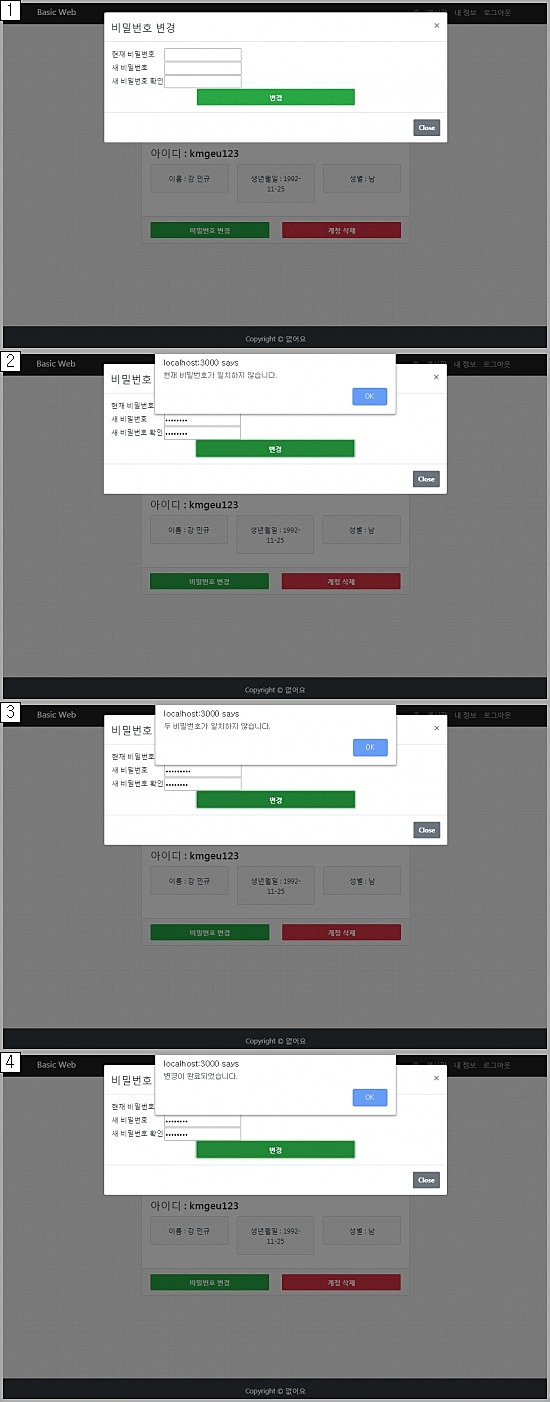 1
Basic Web
내 정보 로그아웃
비밀번호 변경
×
현재 비밀번호
새 비밀번호
새 비밀번호 확인
변경
Close
아이디 : kmgeu123
이름 : 강 민규
생년월일 : 1992-
11-25
성별 : 남
비밀번호 변경
계정 삭제
Copyright © 없어요
2
Basic Web
내 정보 로그아웃
localhost:3000 says
현재 비밀번호가 일치하지 않습니다.
OK
비밀번호
×
현재 비밀번호
새 비밀번호 ••••••••
새 비밀번호 확인 ••••••••
변경
Close
아이디 : kmgeu123
이름 : 강 민규
생년월일 : 1992-
11-25
성별 : 남
비밀번호 변경
계정 삭제
Copyright © 없어요
3
Basic Web
내 정보 로그아웃
localhost:3000 says
두 비밀번호가 일치하지 않습니다.
OK
비밀번호
×
현재 비밀번호
새 비밀번호 •••••••••
새 비밀번호 확인 ••••••••
변경
Close
아이디 : kmgeu123
이름 : 강 민규
생년월일 : 1992-
11-25
성별 : 남
비밀번호 변경
계정 삭제
Copyright © 없어요
4
Basic Web
내 정보 로그아웃
localhost:3000 says
변경이 완료되었습니다.
OK
비밀번호
×
현재 비밀번호
새 비밀번호 ••••••••
새 비밀번호 확인 ••••••••
변경
Close
아이디 : kmgeu123
이름 : 강 민규
생년월일 : 1992-
11-25
성별 : 남
비밀번호 변경
계정 삭제
Copyright © 없어요